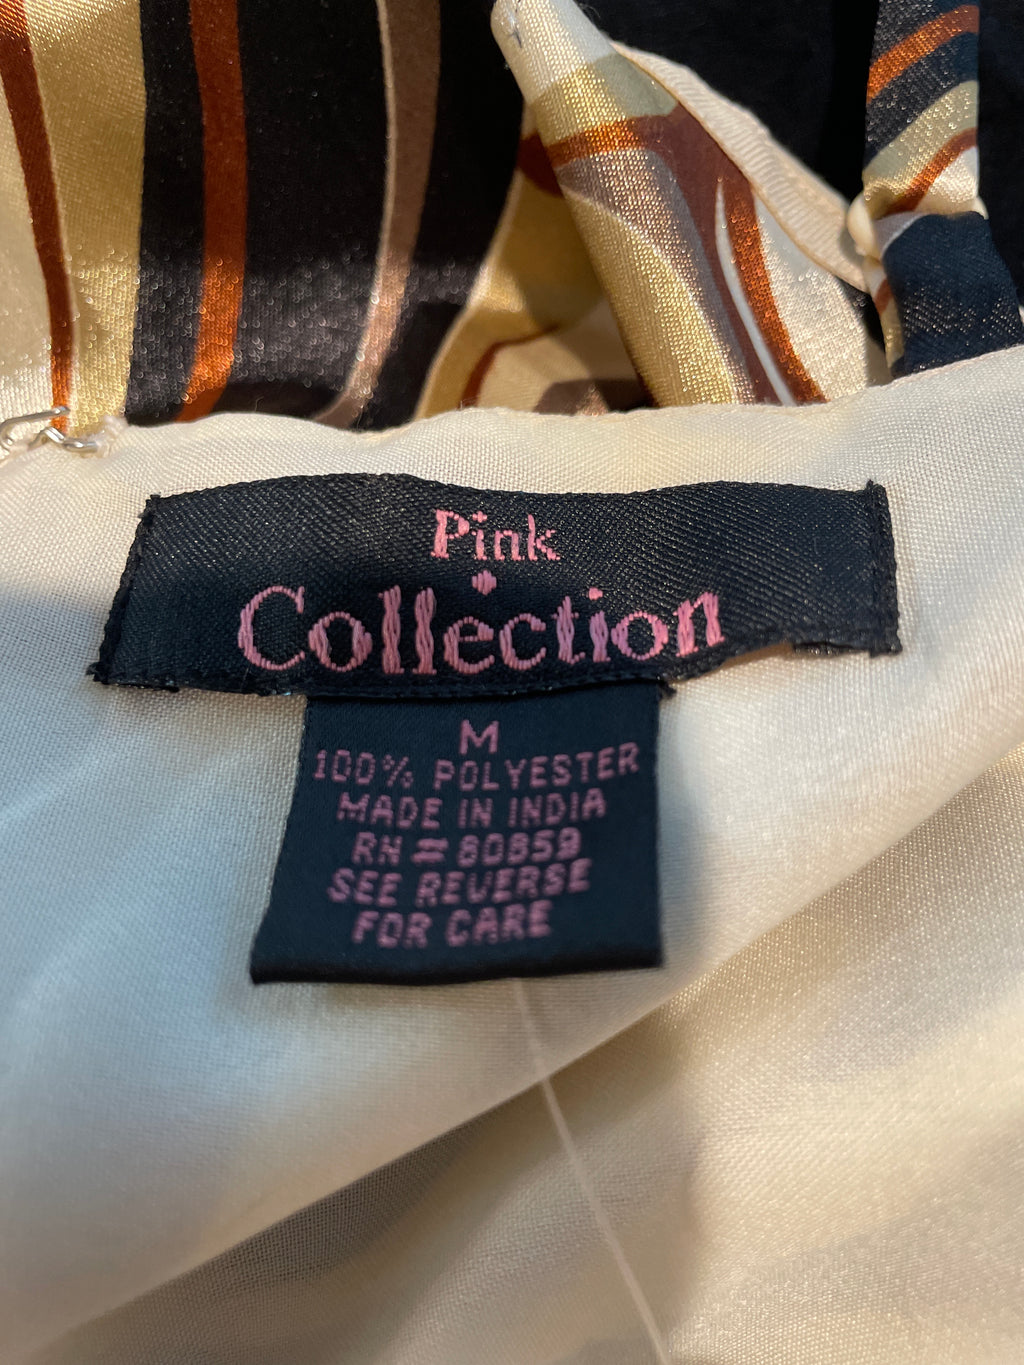 Pink
Collection
M
100% POLYESTER
MADE IN INDIA
RN = 80859
SEE REVERSE
FOR CARE